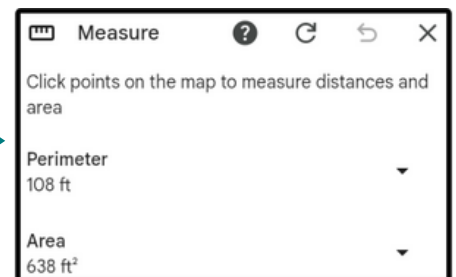 Measure
Click points on the map to measure distances and
area
Perimeter
108 ft
Area
638 ft²